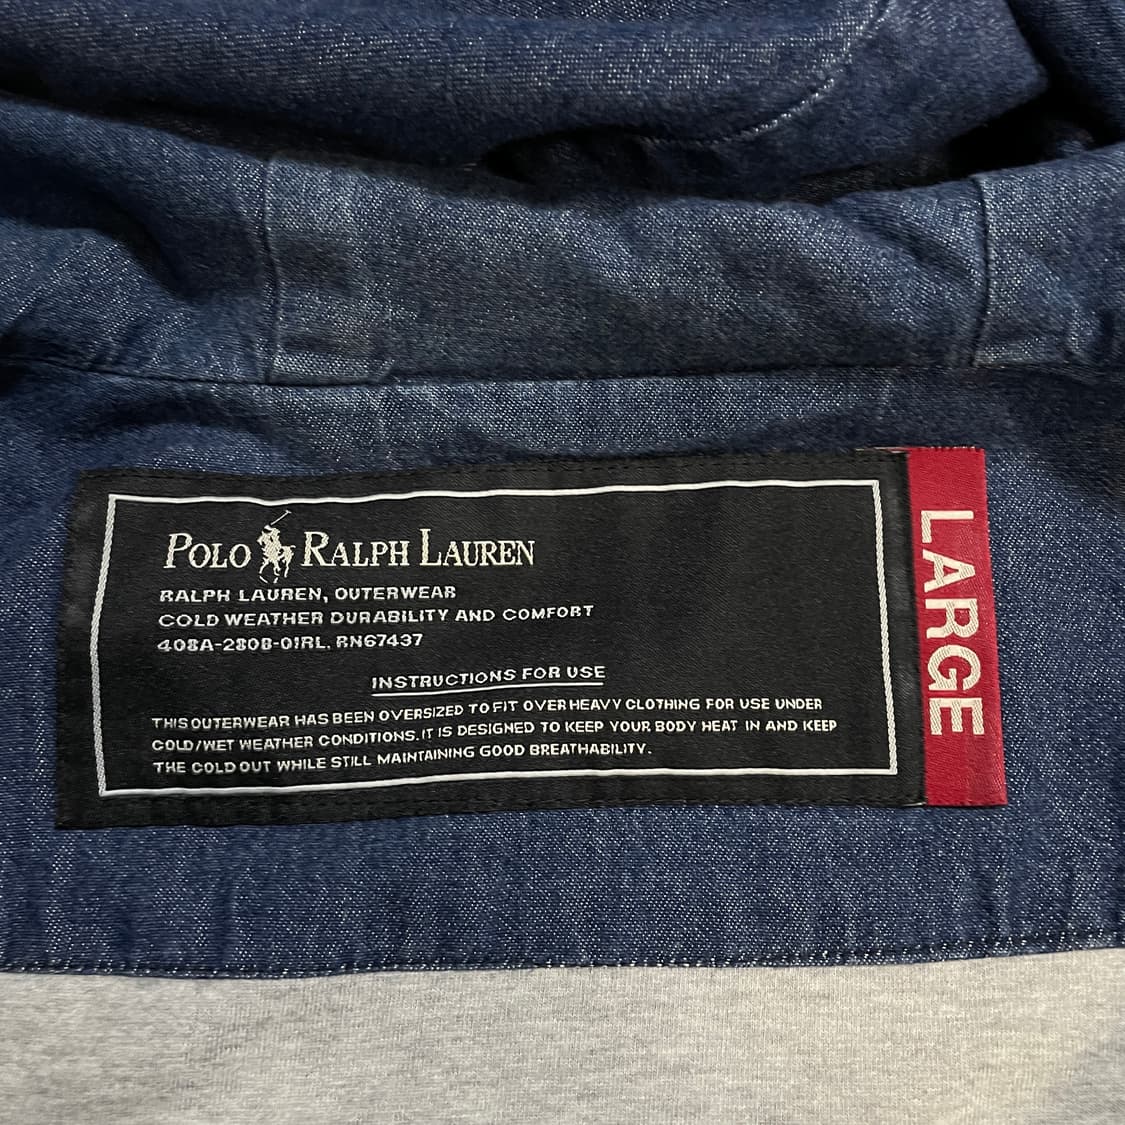 POLO RALPH LAUREN
RALPH LAUREN, OUTERWEAR
COLD WEATHER DURABILITY AND COMFORT
408A-280B-01RL. RN67437
INSTRUCTIONS FOR USE
THIS OUTERWEAR HAS BEEN OVERSIZED TO FIT OVER HEAVY CLOTHING FOR USE UNDER
COLD/WET WEATHER CONDITIONS. IT IS DESIGNED TO KEEP YOUR BODY HEAT IN AND KEEP
THE COLD OUT WHILE STILL MAINTAINING GOOD BREATHABILITY.
LARGE